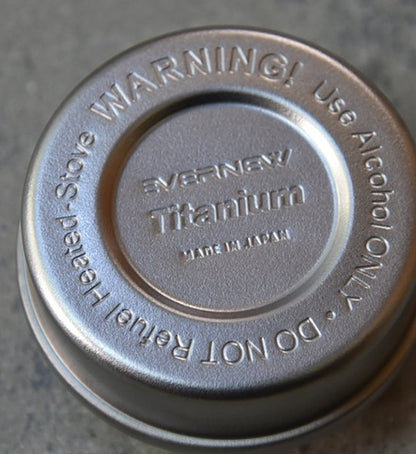 WARNING! Use Alcohol ONLY • DO NOT Refuel Heated-Stove
EVERNEW
Titanium
MADE IN JAPAN